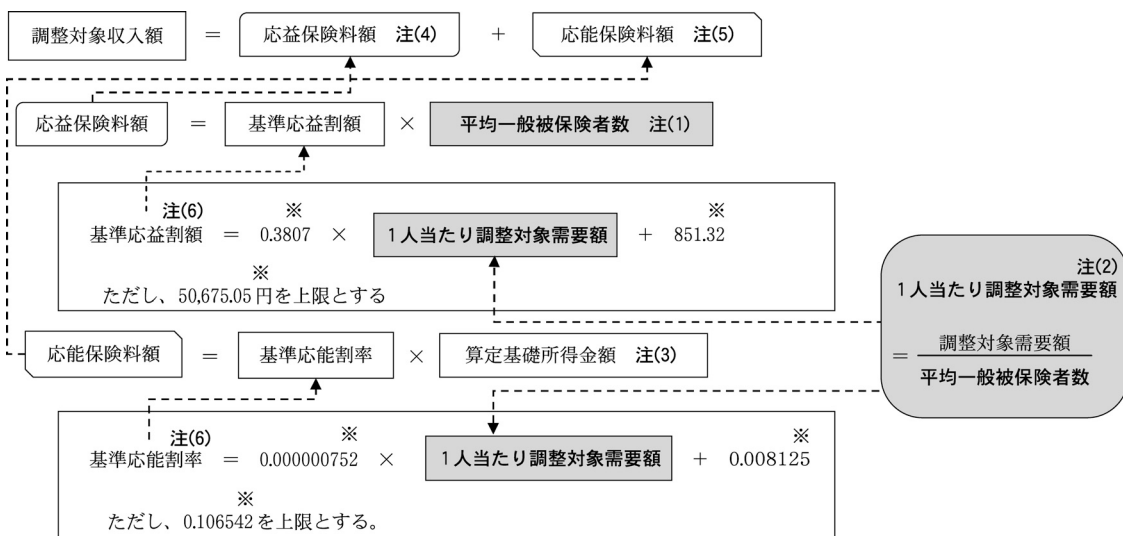 調整対象収入額 = 応益保険料額 注(4) + 応能保険料額 注(5)
応益保険料額 = 基準応益割額 × 平均一般被保険者数 注(1)
注(6) ※ ※
基準応益割額 = 0.3807 × 1人当たり調整対象需要額 + 851.32
※
ただし、50,675.05円を上限とする
注(2)
1人当たり調整対象需要額
= 調整対象需要額
平均一般被保険者数
応能保険料額 = 基準応能割率 × 算定基礎所得金額 注(3)
注(6) ※ ※
基準応能割率 = 0.000000752 × 1人当たり調整対象需要額 + 0.008125
※
ただし、0.106542を上限とする。